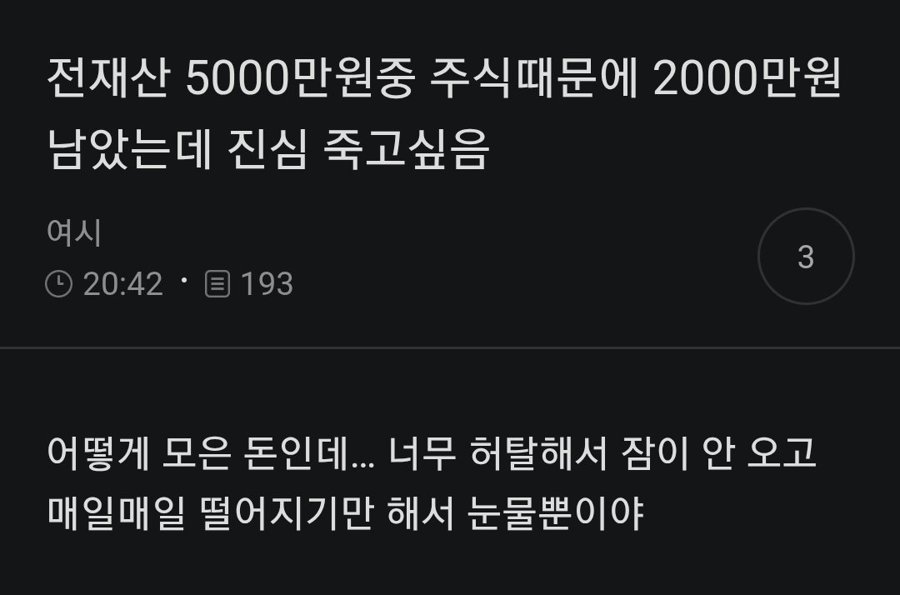 전재산 5000만원중 주식때문에 2000만원
남았는데 진심 죽고싶음
여시
20:42 · 193
3
어떻게 모은 돈인데... 너무 허탈해서 잠이 안 오고
매일매일 떨어지기만 해서 눈물뿐이야